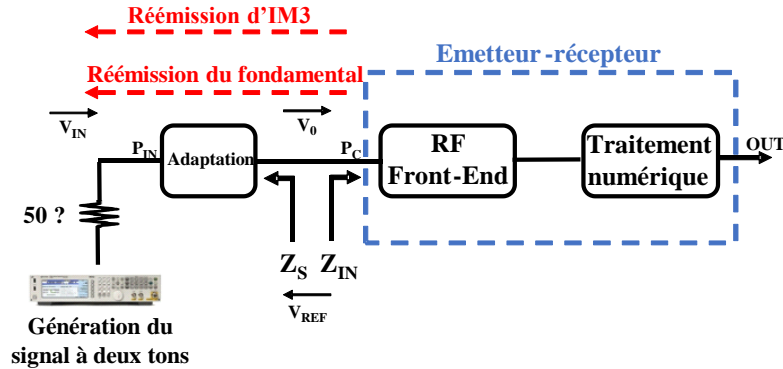 Réémission d'IM3
Réémission du fondamental
Emetteur-récepteur
V_IN
V_0
P_IN
Adaptation
P_C
RF
Front-End
Traitement
numérique
OUT
50 ?
Z_S
Z_IN
V_REF
Génération du
signal à deux tons